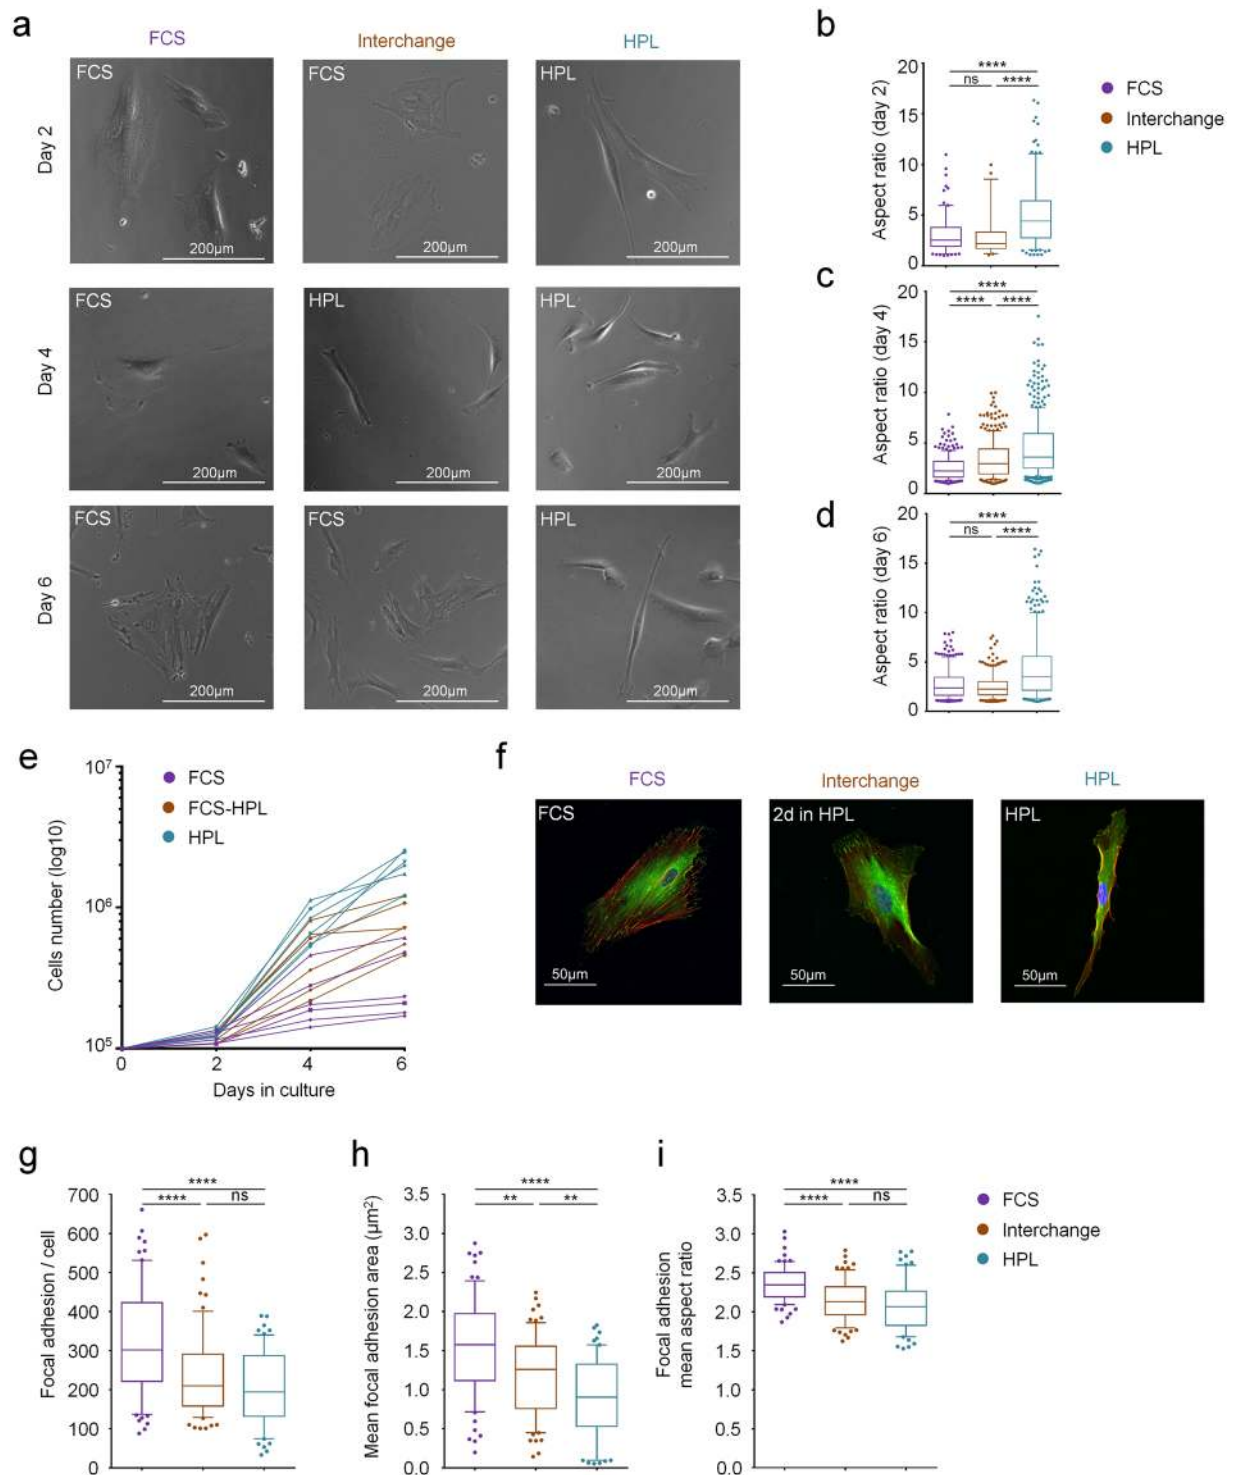 a
FCS
Interchange
HPL
Day 2
FCS
200µm
FCS
200µm
HPL
200µm
Day 4
FCS
200µm
HPL
200µm
HPL
200µm
Day 6
FCS
200µm
FCS
200µm
HPL
200µm
b
Aspect ratio (day 2)
20
15
10
5
0
****
ns
****
FCS
Interchange
HPL
c
Aspect ratio (day 4)
20
15
10
5
0
****
****
****
d
Aspect ratio (day 6)
20
15
10
5
0
****
ns
****
e
Cells number (log10)
10⁷
10⁶
10⁵
0
2
4
6
Days in culture
FCS
FCS-HPL
HPL
f
FCS
Interchange
HPL
FCS
50µm
2d in HPL
50µm
HPL
50µm
g
Focal adhesion / cell
700
600
500
400
300
200
100
0
****
****
ns
h
Mean focal adhesion area (µm²)
3.5
3.0
2.5
2.0
1.5
1.0
0.5
0.0
****
**
**
i
Focal adhesion
mean aspect ratio
3.5
3.0
2.5
2.0
1.5
1.0
0.5
0.0
****
****
ns
FCS
Interchange
HPL